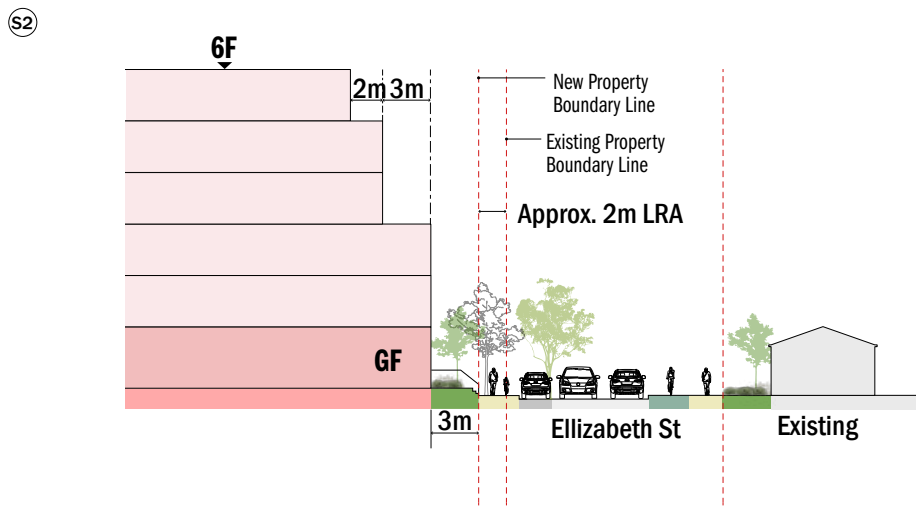 S2
6F
2m 3m
New Property
Boundary Line
Existing Property
Boundary Line
Approx. 2m LRA
GF
3m
Ellizabeth St
Existing